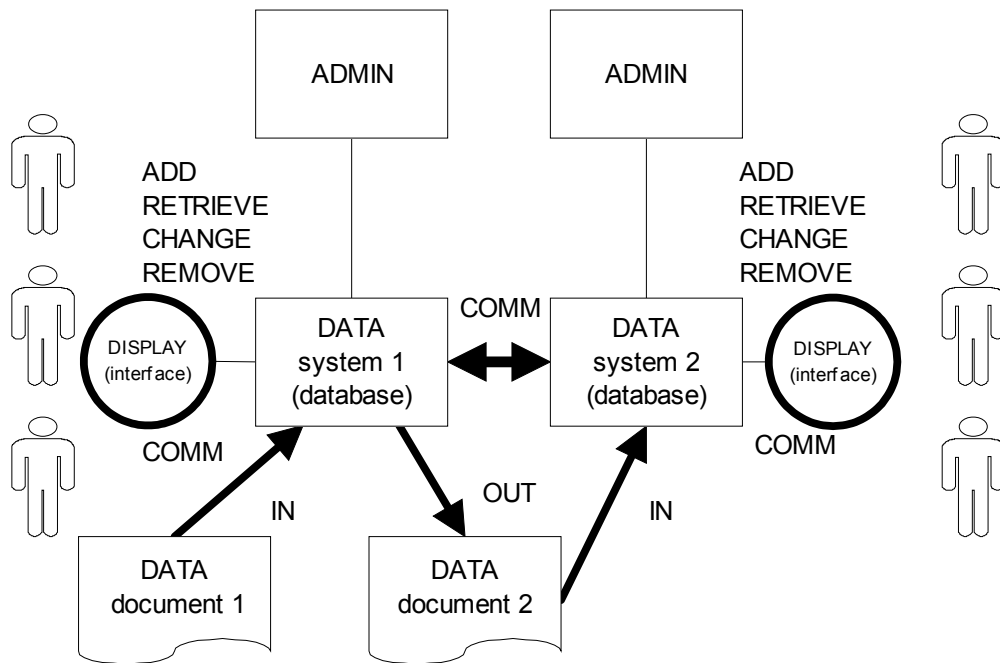 ADMIN
ADMIN
ADD
RETRIEVE
CHANGE
REMOVE
ADD
RETRIEVE
CHANGE
REMOVE
DISPLAY
(interface)
DATA
system 1
(database)
COMM
DATA
system 2
(database)
DISPLAY
(interface)
COMM
COMM
IN
OUT
IN
DATA
document 1
DATA
document 2